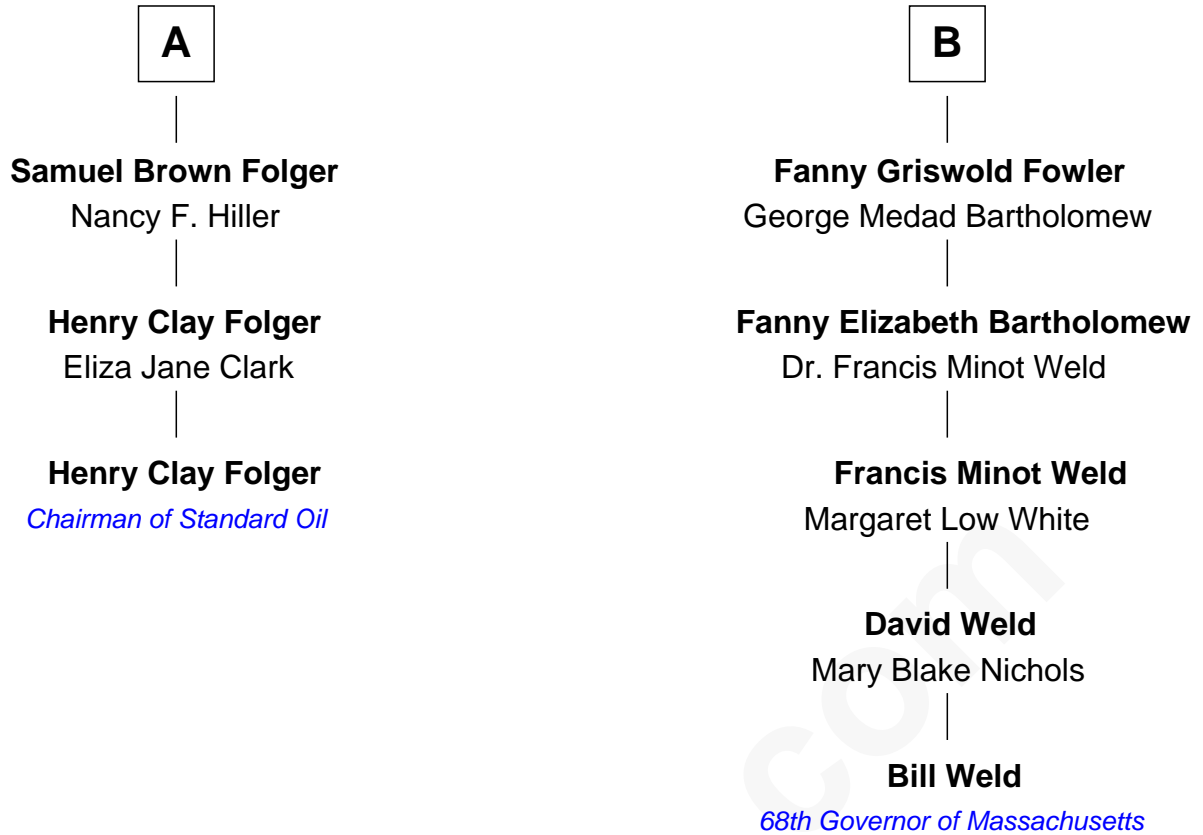 A
Samuel Brown Folger
Nancy F. Hiller
Henry Clay Folger
Eliza Jane Clark
Henry Clay Folger
Chairman of Standard Oil
B
Fanny Griswold Fowler
George Medad Bartholomew
Fanny Elizabeth Bartholomew
Dr. Francis Minot Weld
Francis Minot Weld
Margaret Low White
David Weld
Mary Blake Nichols
Bill Weld
68th Governor of Massachusetts
com